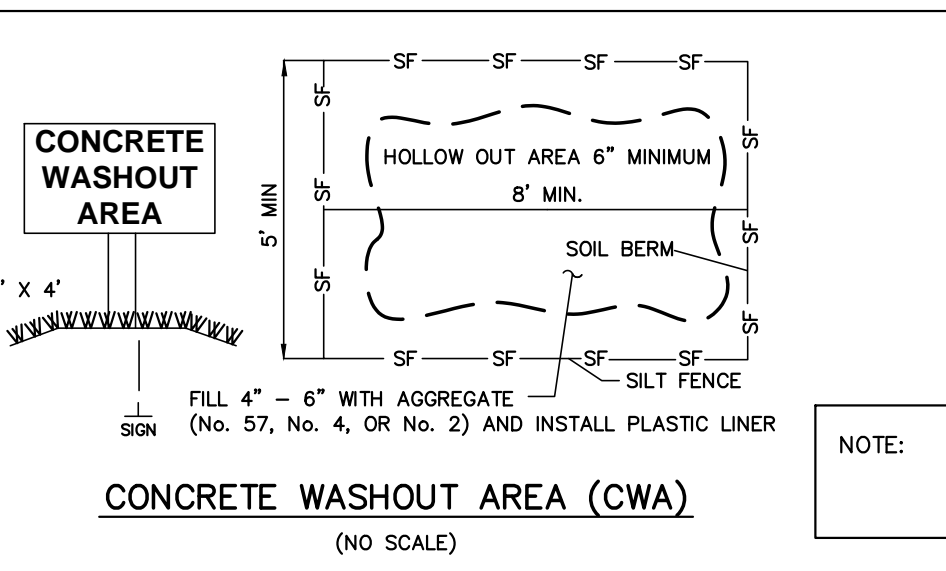 SF SF SF SF
SF
SF
CONCRETE
WASHOUT
AREA
HOLLOW OUT AREA 6" MINIMUM
8' MIN.
SF
5' MIN
SF
SOIL BERM
SF
' X 4'
SF
SF SF SF SF
SILT FENCE
FILL 4" – 6" WITH AGGREGATE
(No. 57, No. 4, OR No. 2) AND INSTALL PLASTIC LINER
SIGN
NOTE:
CONCRETE WASHOUT AREA (CWA)
(NO SCALE)